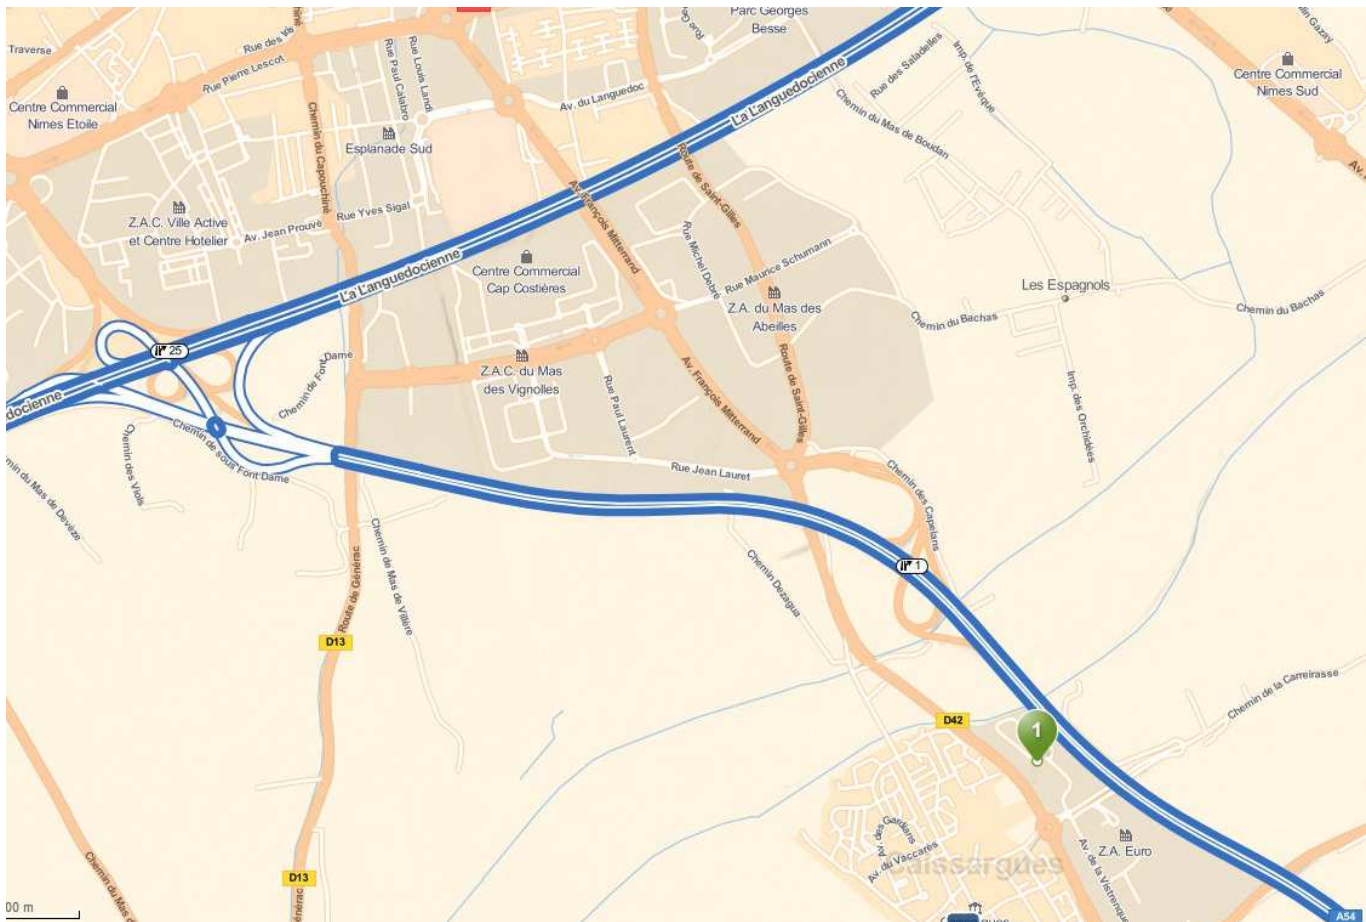 Parc Georges
Besse
Traverse
Rue Pierre Lescot
Rue Paul Calabro
Rue Louis Landi
Chemin du Capouchiné
Centre Commercial
Nimes Etoile
Esplanade Sud
Av. du Languedoc
La Languedocienne
Rue des Saladelles
Imp. de l'Evêque
Centre Commercial
Nimes Sud
Chemin du Mas de Boudan
Route de Saint-Gilles
Z.A.C. Ville Active
et Centre Hotelier
Av. Jean Prouvé
Rue Yves Sigal
Av. François Mitterrand
La Languedocienne
Centre Commercial
Cap Costières
Rue Michel Debré
Rue Maurice Schumann
Z.A. du Mas des
Abeilles
Les Espagnols
Chemin du Bachas
Chemin du Bachas
25
Chemin de Font Dame
Z.A.C. du Mas
des Vignolles
Rue Paul Laurent
Av. François Mitterrand
Route de Saint-Gilles
Imp. des Orchidées
docienne
Chemin des Viols
Chemin de sous Font Dame
min du Mas de Devèze
Rue Jean Lauret
Chemin des Capelans
Chemin de Mas de Villère
Route de Générac
Chemin Dezagua
1
D13
D42
1
Chemin de la Carreirasse
Av. des Gardians
Av. du Vaccarès
Caissargues
Z.A. Euro
Av. de la Vistrenque
D13
Générac
Chemin du Mas de
00 m
A54